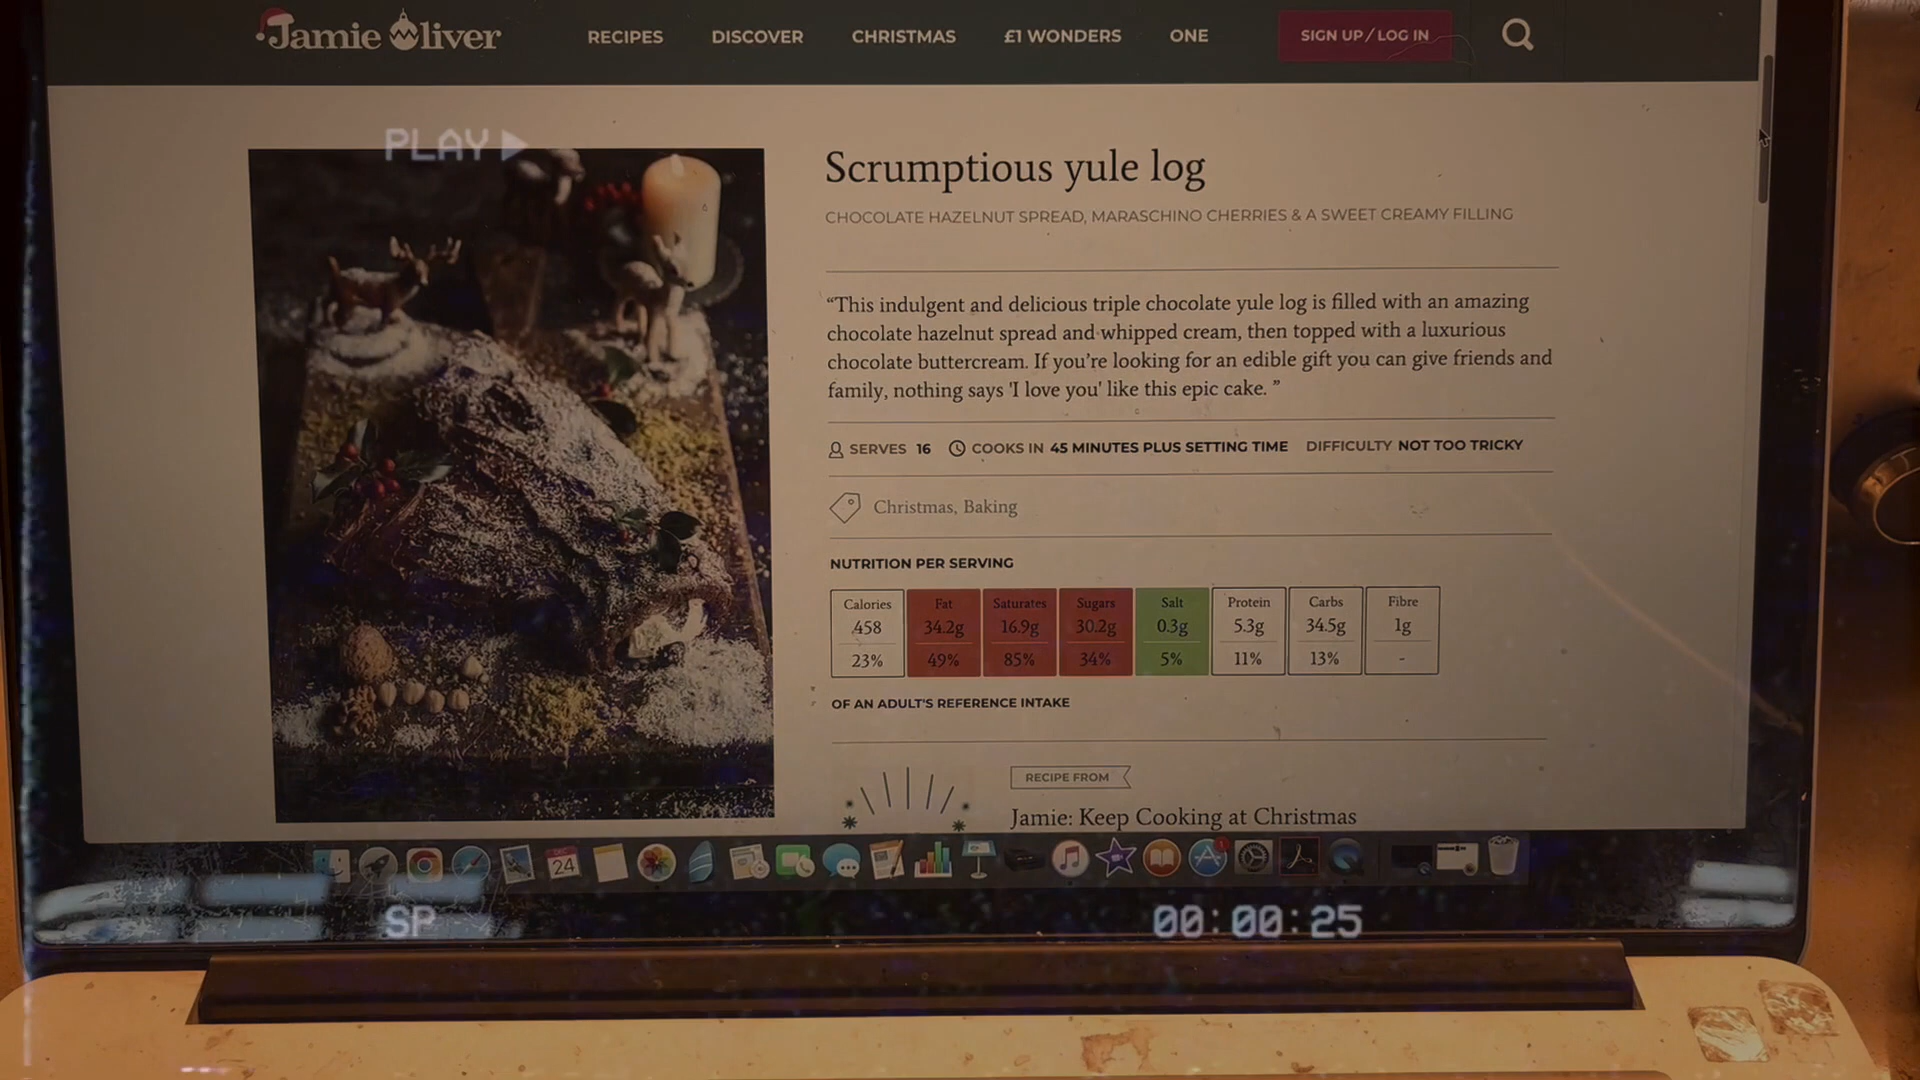 Jamie Oliver
RECIPES DISCOVER CHRISTMAS £1 WONDERS ONE SIGN UP / LOG IN
PLAY
Scrumptious yule log
CHOCOLATE HAZELNUT SPREAD, MARASCHINO CHERRIES & A SWEET CREAMY FILLING
“This indulgent and delicious triple chocolate yule log is filled with an amazing
chocolate hazelnut spread and whipped cream, then topped with a luxurious
chocolate buttercream. If you’re looking for an edible gift you can give friends and
family, nothing says 'I love you' like this epic cake. ”
SERVES 16 COOKS IN 45 MINUTES PLUS SETTING TIME DIFFICULTY NOT TOO TRICKY
Christmas, Baking
NUTRITION PER SERVING
Calories Fat Saturates Sugars Salt Protein Carbs Fibre
458 34.2g 16.9g 30.2g 0.3g 5.3g 34.5g 1g
23% 49% 85% 34% 5% 11% 13% -
OF AN ADULT'S REFERENCE INTAKE
RECIPE FROM
Jamie: Keep Cooking at Christmas
24
1
SP 00:00:25